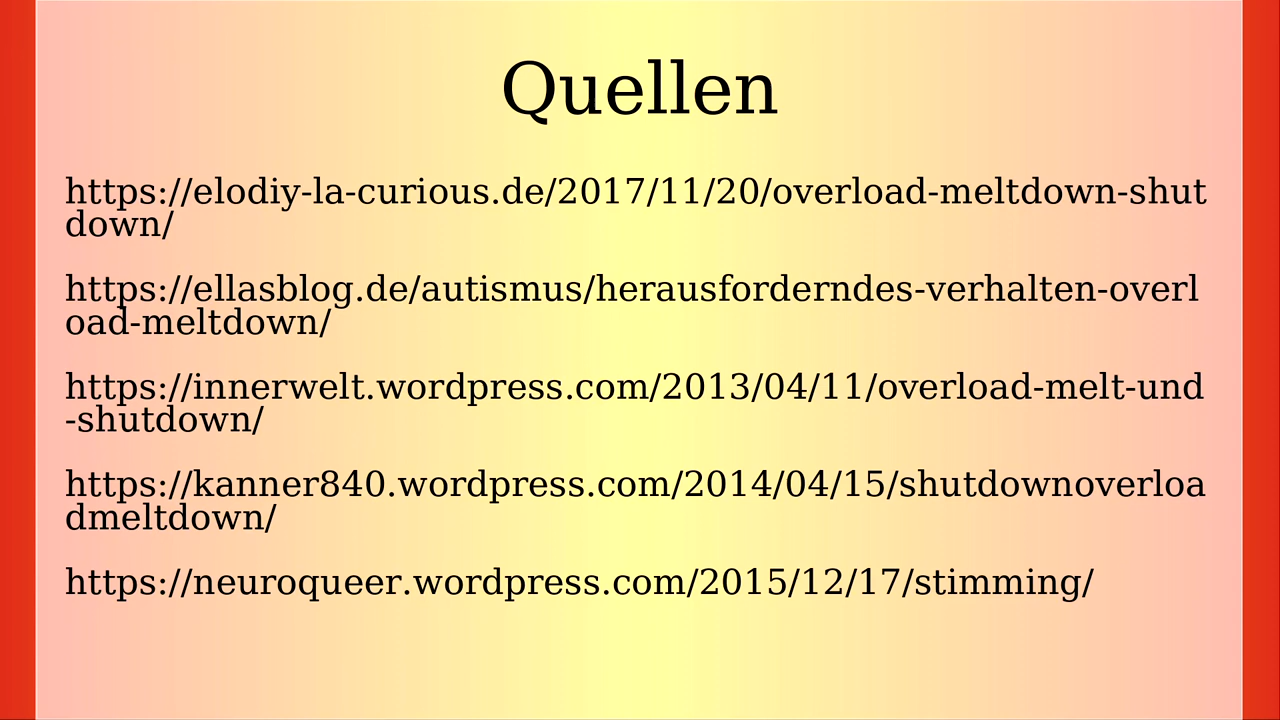 Quellen
https://elodiy-la-curious.de/2017/11/20/overload-meltdown-shut
down/
https://ellasblog.de/autismus/herausforderndes-verhalten-overl
oad-meltdown/
https://innerwelt.wordpress.com/2013/04/11/overload-melt-und
-shutdown/
https://kanner840.wordpress.com/2014/04/15/shutdownoverloa
dmeltdown/
https://neuroqueer.wordpress.com/2015/12/17/stimming/